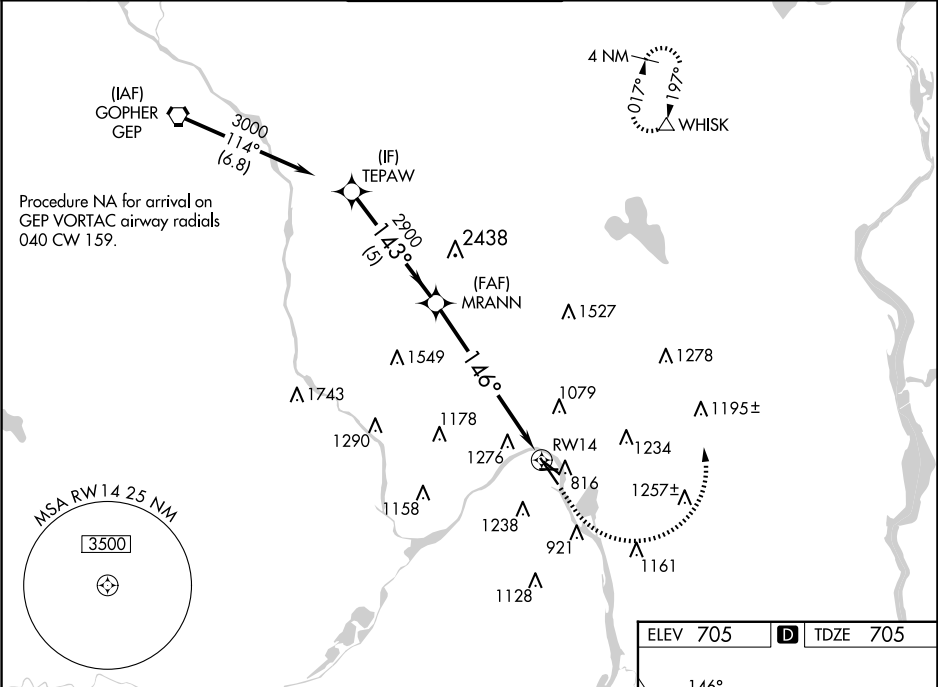 4 NM
017°
197°
WHISK
(IAF)
GOPHER
GEP
3000
114°
(6.8)
(IF)
TEPAW
Procedure NA for arrival on
GEP VORTAC airway radials
040 CW 159.
2900
143°
(5)
2438
(FAF)
MRANN
1527
1549
146°
1278
1743
1079
1195±
1178
1290
1276
RW14
1234
816
1158
1257±
1238
921
1161
1128
MSA RW14 25 NM
3500
ELEV 705 D TDZE 705
146°